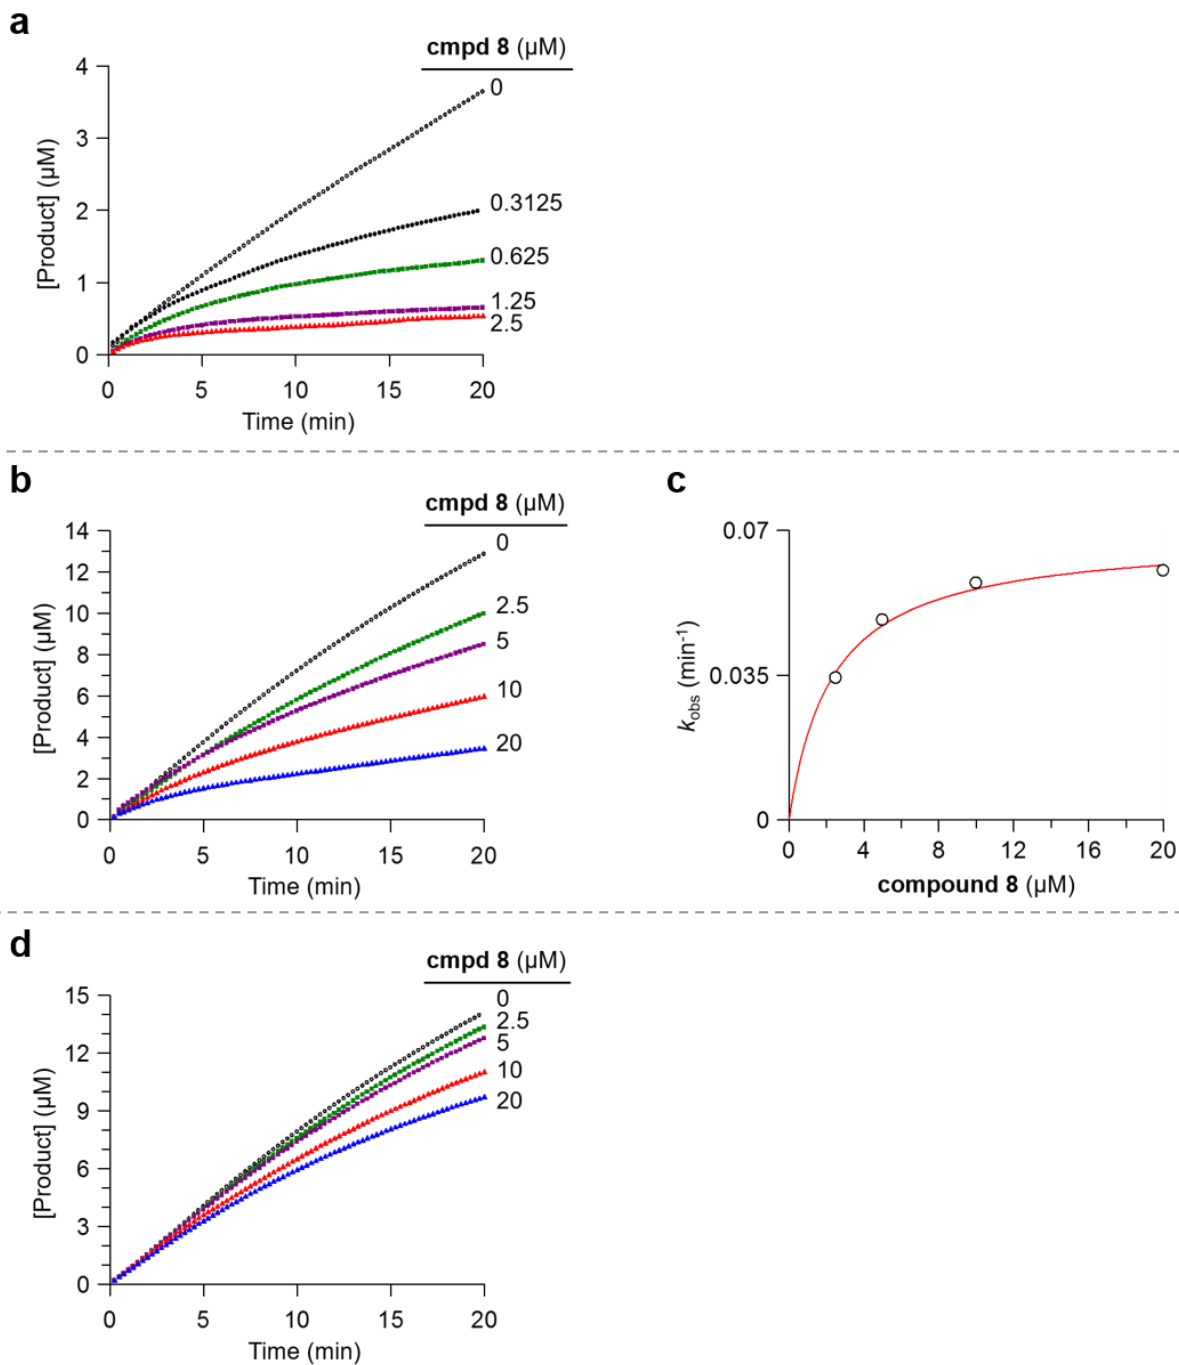 a
cmpd 8 (µM)
4
3
2
1
0
[Product] (µM)
0
0.3125
0.625
1.25
2.5
0 5 10 15 20
Time (min)
b
cmpd 8 (µM)
14
12
10
8
6
4
2
0
[Product] (µM)
0
2.5
5
10
20
0 5 10 15 20
Time (min)
c
0.07
0.035
0
kobs (min-1)
0 4 8 12 16 20
compound 8 (µM)
d
cmpd 8 (µM)
15
12
9
6
3
0
[Product] (µM)
0
2.5
5
10
20
0 5 10 15 20
Time (min)